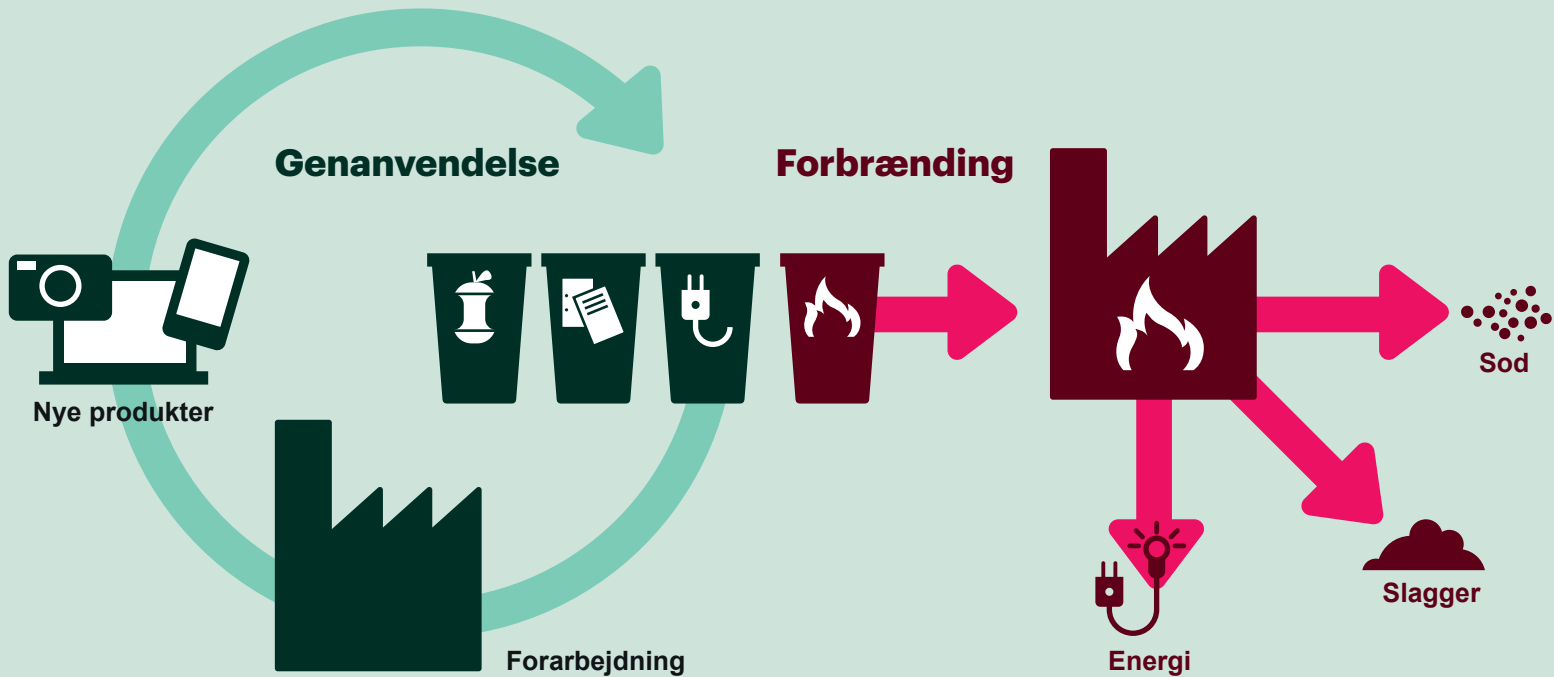 Genanvendelse
Forbrænding
Nye produkter
Sod
Slagger
Forarbejdning
Energi